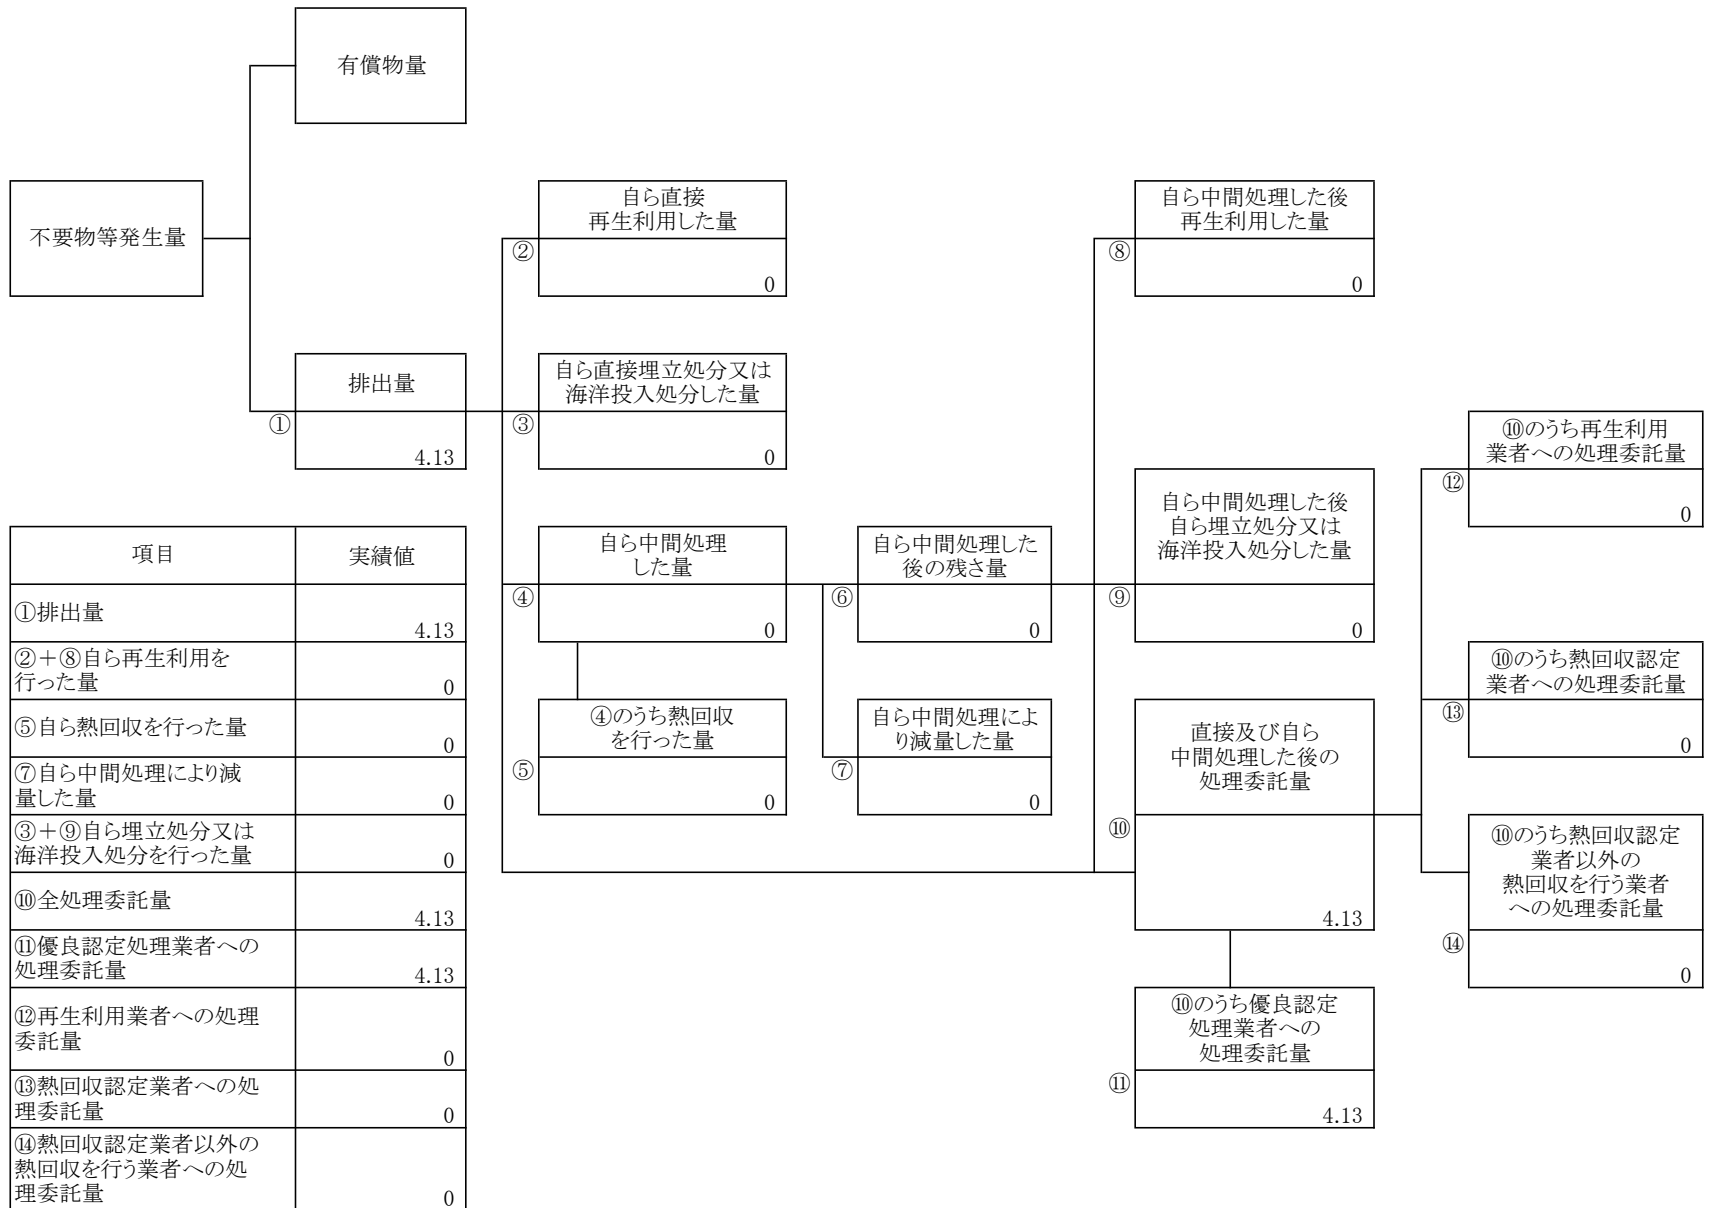 有償物量
不要物等発生量
自ら直接
再生利用した量
②
0
自ら中間処理した後
再生利用した量
⑧
0
排出量
①
4.13
自ら直接埋立処分又は
海洋投入処分した量
③
0
⑩のうち再生利用
業者への処理委託量
⑫
0
自ら中間処理
した量
④
0
自ら中間処理した
後の残さ量
⑥
0
自ら中間処理した後
自ら埋立処分又は
海洋投入処分した量
⑨
0
⑩のうち熱回収認定
業者への処理委託量
⑬
0
④のうち熱回収
を行った量
⑤
0
自ら中間処理によ
り減量した量
⑦
0
直接及び自ら
中間処理した後の
処理委託量
⑩
4.13
⑩のうち熱回収認定
業者以外の
熱回収を行う業者
への処理委託量
⑭
0
⑩のうち優良認定
処理業者への
処理委託量
⑪
4.13
項目 実績値
①排出量
4.13
②+⑧自ら再生利用を
行った量
0
⑤自ら熱回収を行った量
0
⑦自ら中間処理により減
量した量
0
③+⑨自ら埋立処分又は
海洋投入処分を行った量
0
⑩全処理委託量
4.13
⑪優良認定処理業者への
処理委託量
4.13
⑫再生利用業者への処理
委託量
0
⑬熱回収認定業者への処
理委託量
0
⑭熱回収認定業者以外の
熱回収を行う業者への処
理委託量
0